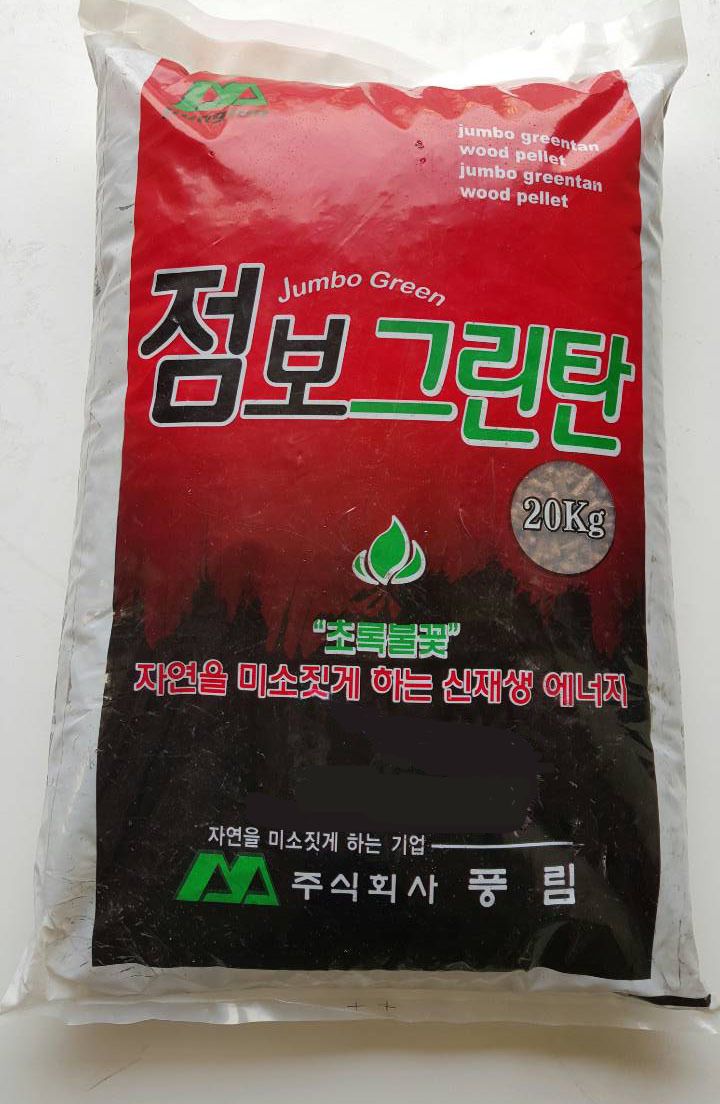 jumbo greentan
wood pellet
jumbo greentan
wood pellet
Jumbo Green
점보그린탄
20Kg
"초록불꽃"
자연을 미소짓게 하는 신재생 에너지
자연을 미소짓게 하는 기업
주식회사 풍 림